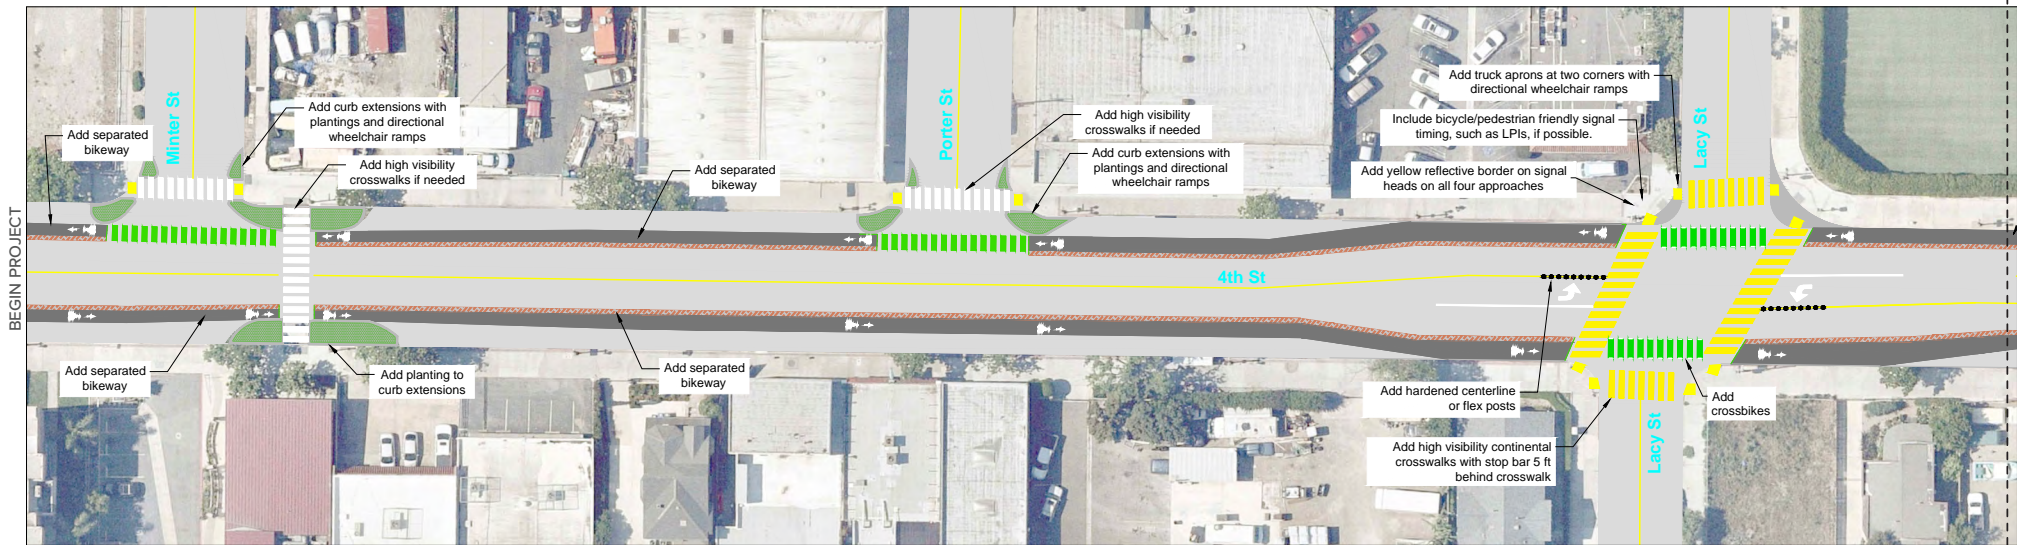 BEGIN PROJECT
Add separated
bikeway
Minter St
Add curb extensions with
plantings and directional
wheelchair ramps
Add high visibility
crosswalks if needed
Add separated
bikeway
Porter St
Add high visibility
crosswalks if needed
Add curb extensions with
plantings and directional
wheelchair ramps
Add truck aprons at two corners with
directional wheelchair ramps
Include bicycle/pedestrian friendly signal
timing, such as LPIs, if possible.
Add yellow reflective border on signal
heads on all four approaches
Lacy St
4th St
Add separated
bikeway
Add planting to
curb extensions
Add separated
bikeway
Add hardened centerline
or flex posts
Add high visibility continental
crosswalks with stop bar 5 ft
behind crosswalk
Add
crossbikes
Lacy St